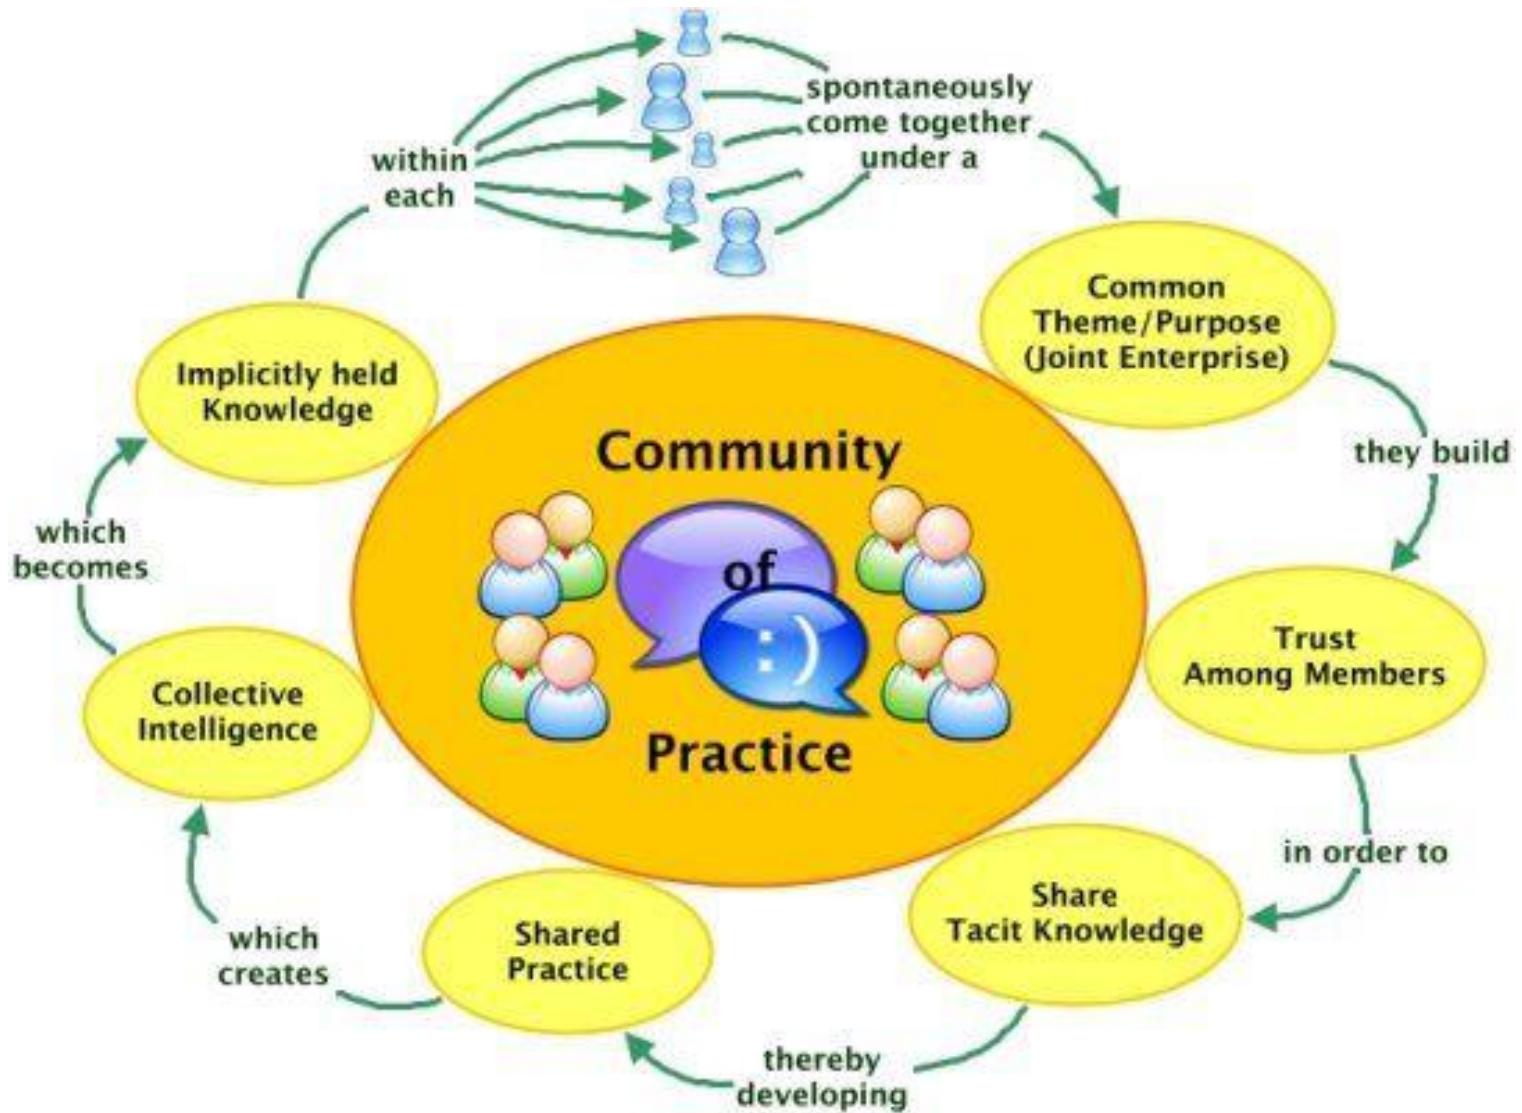 within
each
spontaneously
come together
under a
Common
Theme/Purpose
(Joint Enterprise)
they build
Trust
Among Members
in order to
Share
Tacit Knowledge
thereby
developing
Shared
Practice
which
creates
Collective
Intelligence
which
becomes
Implicitly held
Knowledge
Community
of
:)
Practice